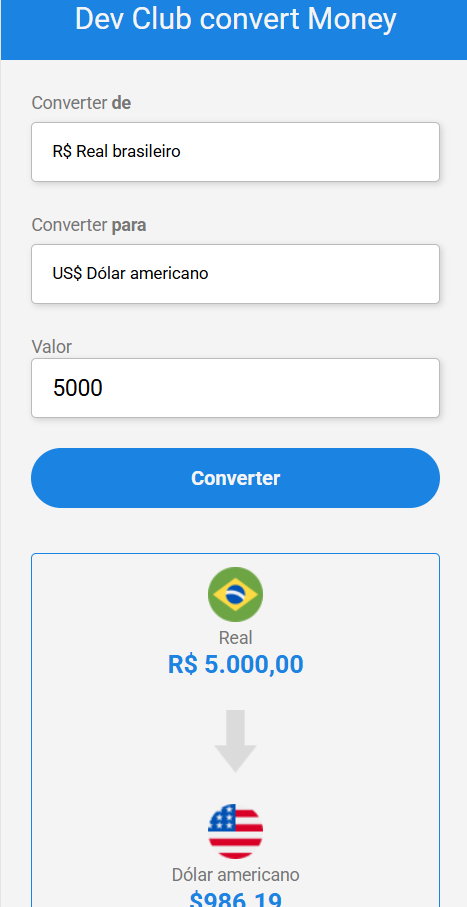 Dev Club convert Money
Converter de
R$ Real brasileiro
Converter para
US$ Dólar americano
Valor
5000
Converter
Real
R$ 5.000,00
Dólar americano
$986.19